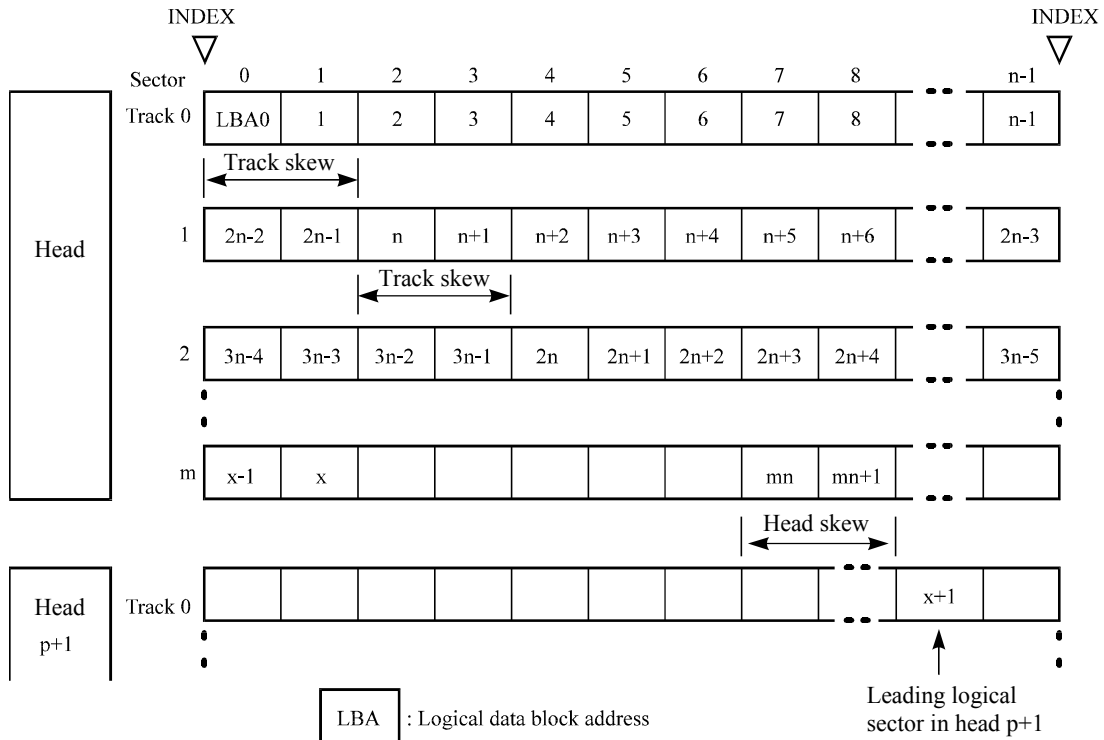 INDEX INDEX
Sector 0 1 2 3 4 5 6 7 8 n-1
Track 0 LBA0 1 2 3 4 5 6 7 8 n-1
Track skew
Head 1 2n-2 2n-1 n n+1 n+2 n+3 n+4 n+5 n+6 2n-3
Track skew
2 3n-4 3n-3 3n-2 3n-1 2n 2n+1 2n+2 2n+3 2n+4 3n-5
m x-1 x mn mn+1
Head skew
Head Track 0 x+1
p+1
Leading logical
sector in head p+1
LBA : Logical data block address